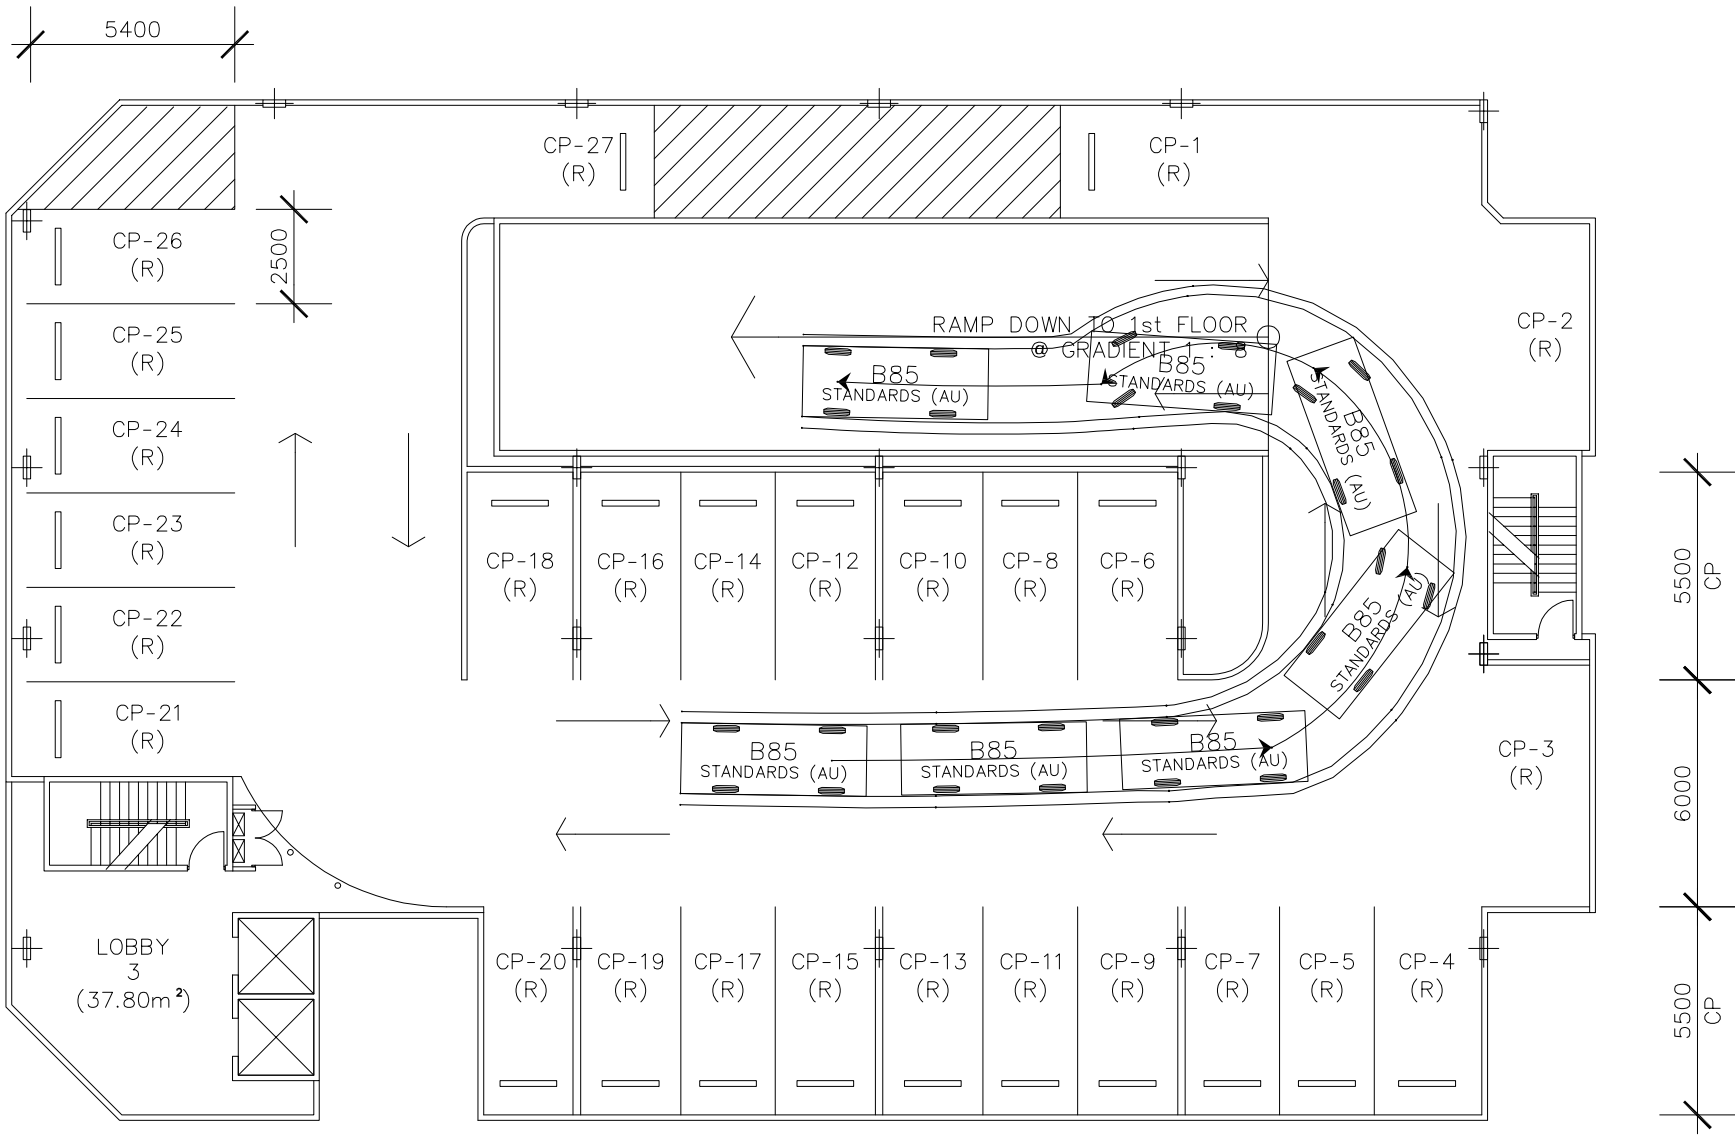 5400
CP-27
(R)
CP-1
(R)
CP-26
(R)
2500
CP-25
(R)
CP-24
(R)
CP-23
(R)
CP-22
(R)
CP-21
(R)
RAMP DOWN TO 1st FLOOR
@ GRADIENT 1 : 8
B85
STANDARDS (AU)
B85
STANDARDS (AU)
B85
STANDARDS (AU)
B85
STANDARDS (AU)
CP-2
(R)
CP-18
(R)
CP-16
(R)
CP-14
(R)
CP-12
(R)
CP-10
(R)
CP-8
(R)
CP-6
(R)
5500
CP
B85
STANDARDS (AU)
B85
STANDARDS (AU)
B85
STANDARDS (AU)
CP-3
(R)
6000
LOBBY
3
(37.80m²)
CP-20
(R)
CP-19
(R)
CP-17
(R)
CP-15
(R)
CP-13
(R)
CP-11
(R)
CP-9
(R)
CP-7
(R)
CP-5
(R)
CP-4
(R)
5500
CP